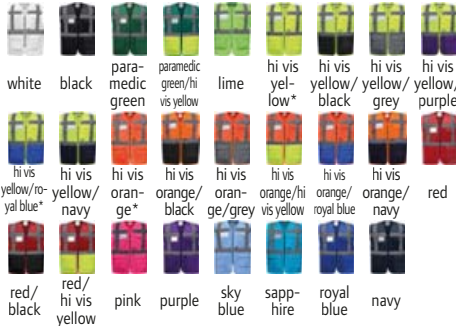 white
black
para-
medic
green
paramedic
green/hi
vis yellow
lime
hi vis
yel-
low*
hi vis
yellow/
black
hi vis
yellow/
grey
hi vis
yellow/
purple
hi vis
yellow/ro-
yal blue*
hi vis
yellow/
navy
hi vis
oran-
ge*
hi vis
orange/
black
hi vis
oran-
ge/grey
hi vis
orange/hi
vis yellow
hi vis
orange/
royal blue
hi vis
orange/
navy
red
red/
black
red/
hi vis
yellow
pink
purple
sky
blue
sapp-
hire
royal
blue
navy